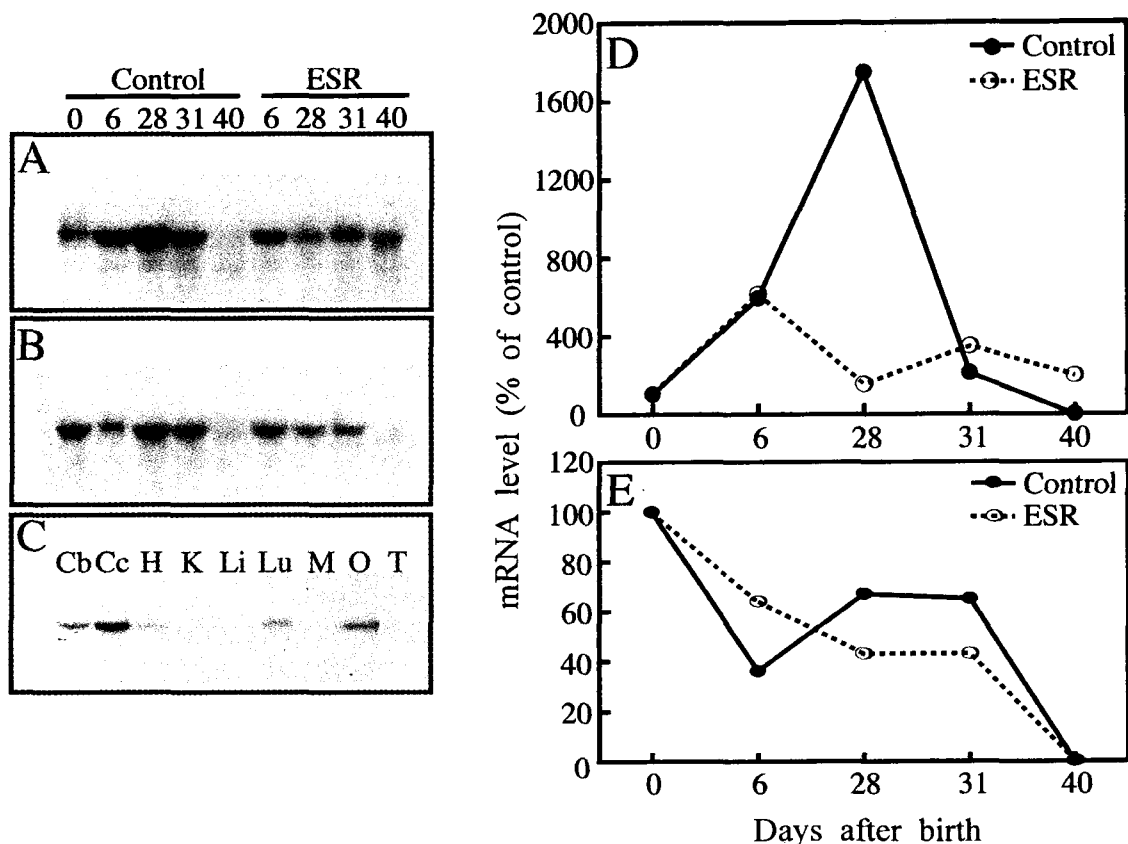 Control ESR
0 6 28 31 40 6 28 31 40
A
B
C
Cb Cc H K Li Lu M O T
mRNA level (% of control)
D
Control
ESR
2000
1600
1200
800
400
0
0 6 28 31 40
E
Control
ESR
120
100
80
60
40
20
0
0 6 28 31 40
Days after birth